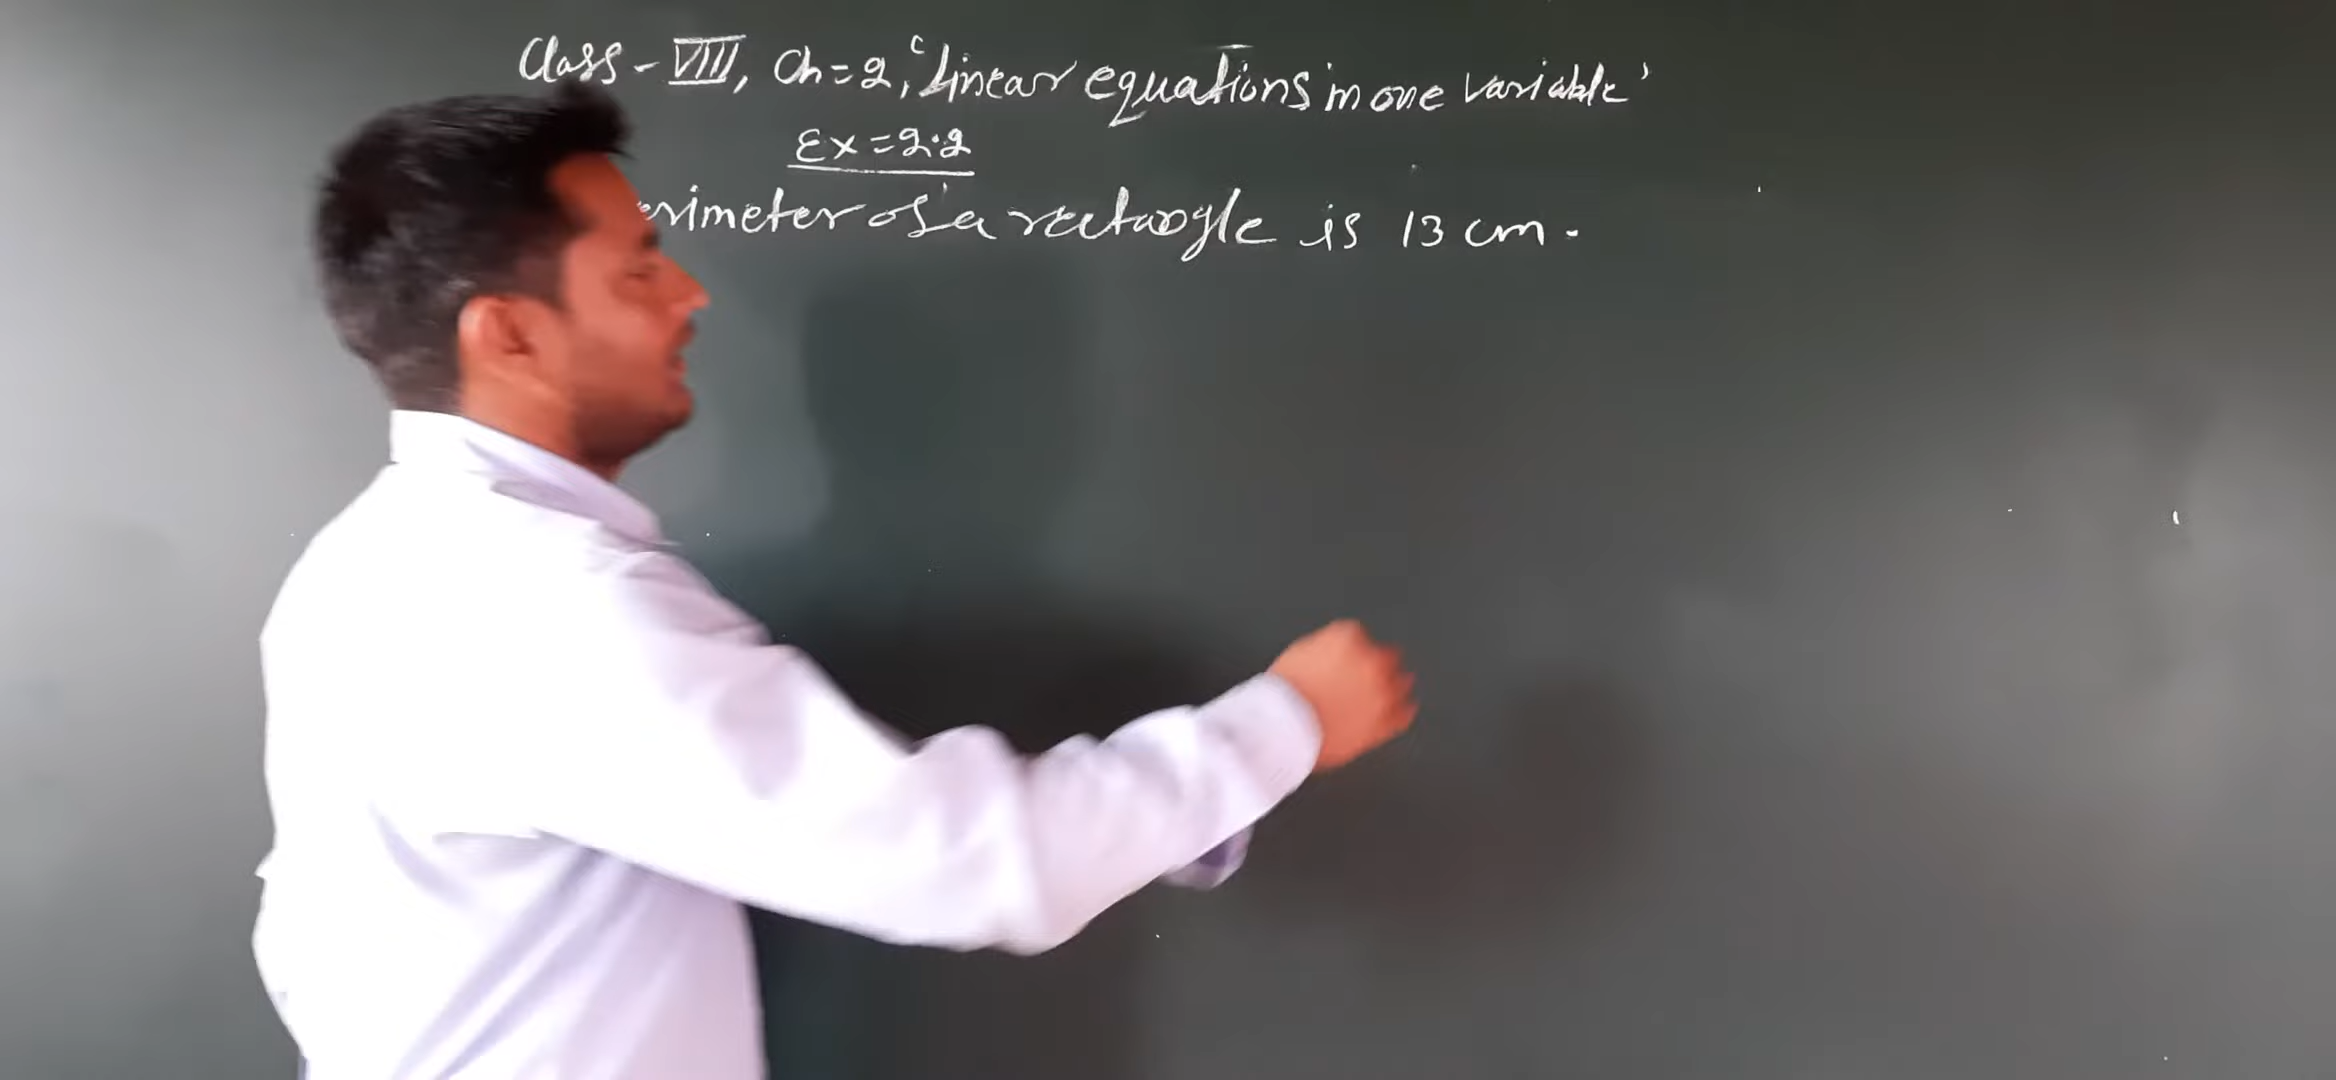 Class - VIII, Ch = 2, 'Linear equations in one variable'
Ex = 2.2
erimeter of a rectangle is 13 cm.